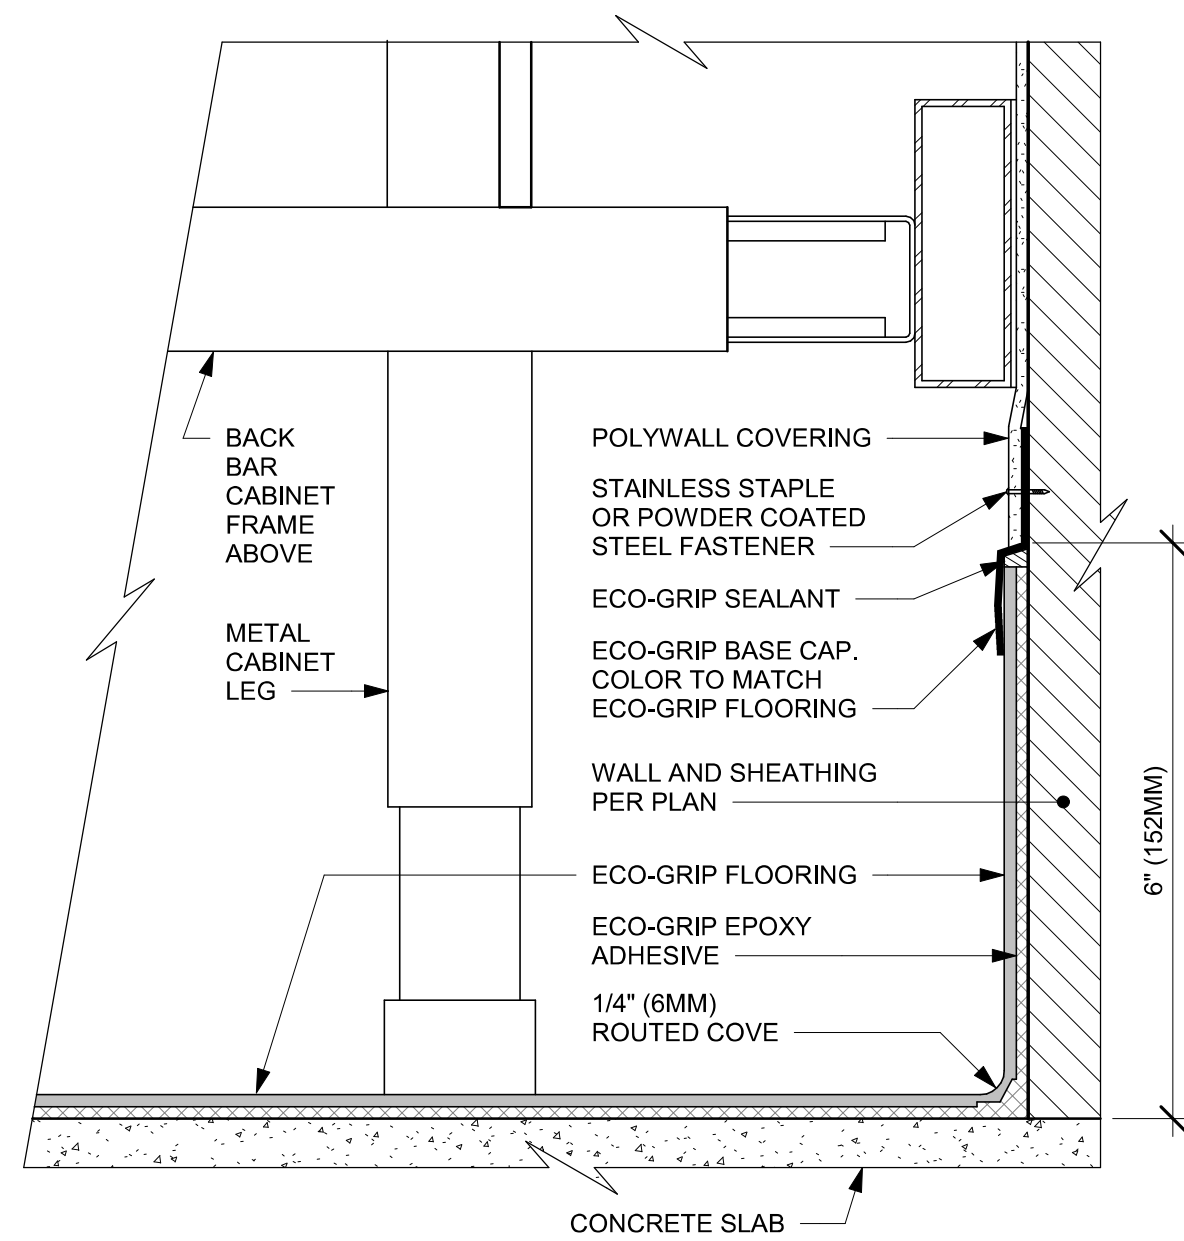 BACK
BAR
CABINET
FRAME
ABOVE
METAL
CABINET
LEG
POLYWALL COVERING
STAINLESS STAPLE
OR POWDER COATED
STEEL FASTENER
ECO-GRIP SEALANT
ECO-GRIP BASE CAP.
COLOR TO MATCH
ECO-GRIP FLOORING
WALL AND SHEATHING
PER PLAN
ECO-GRIP FLOORING
ECO-GRIP EPOXY
ADHESIVE
1/4" (6MM)
ROUTED COVE
6" (152MM)
CONCRETE SLAB